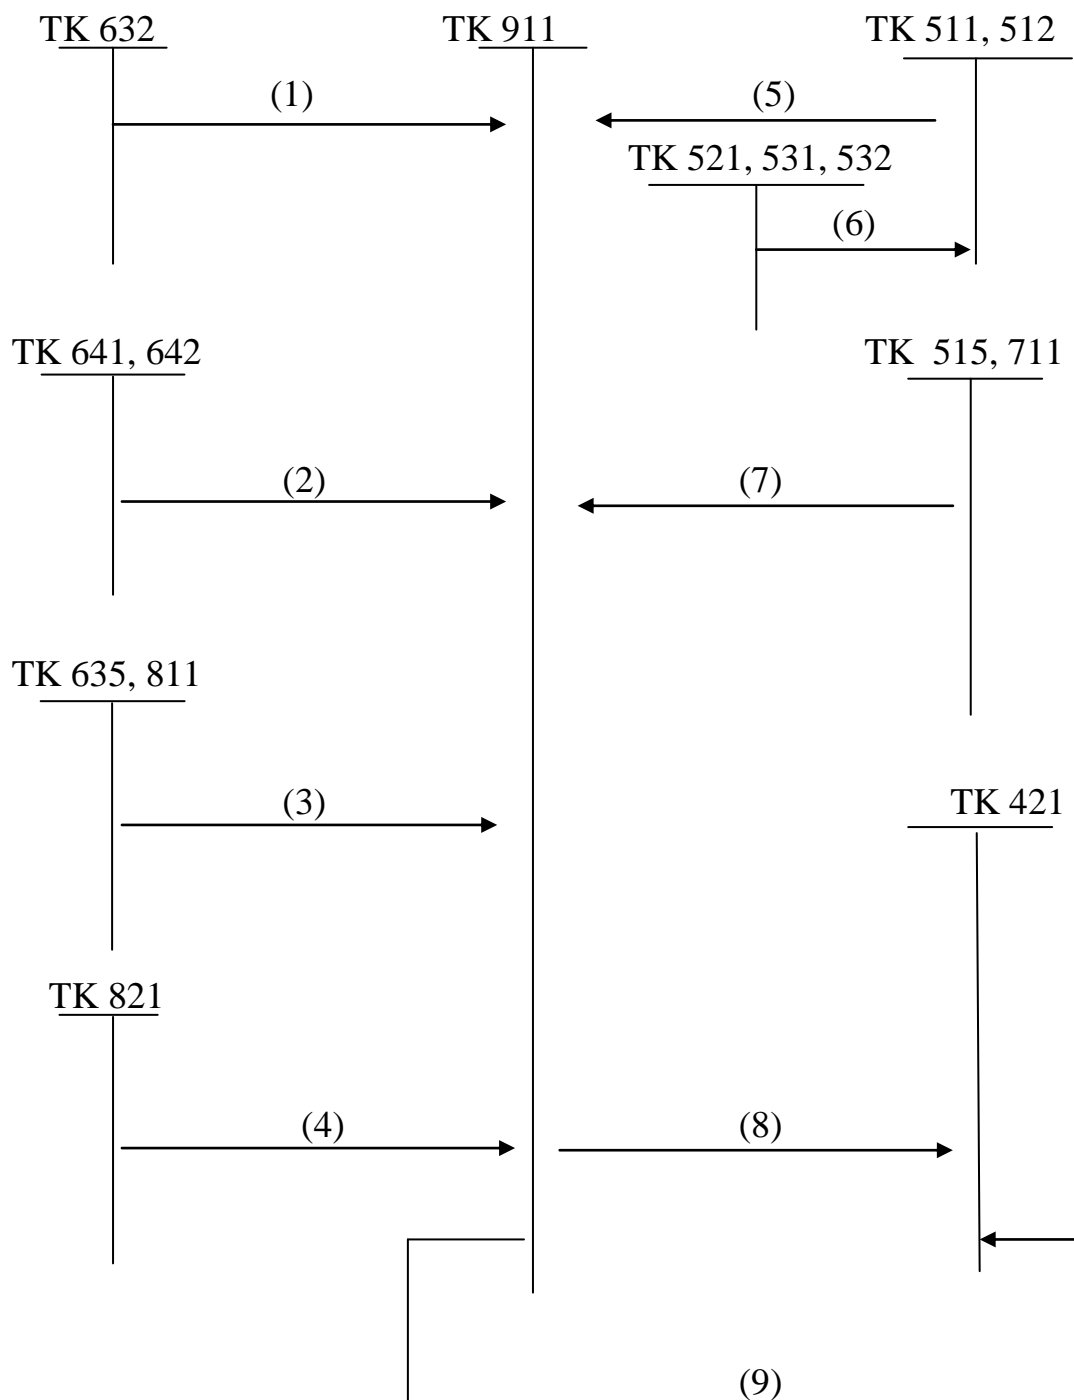 TK 632
TK 911
TK 511, 512
(1)
(5)
TK 521, 531, 532
(6)
TK 641, 642
TK 515, 711
(2)
(7)
TK 635, 811
(3)
TK 421
TK 821
(4)
(8)
(9)